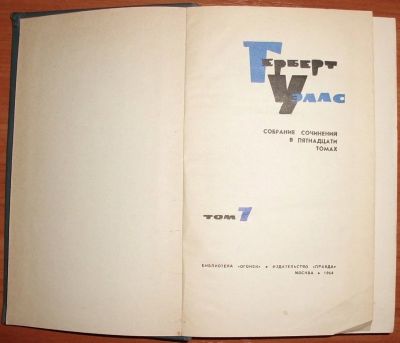 Герберт
Уэллс
СОБРАНИЕ СОЧИНЕНИЙ
В ПЯТНАДЦАТИ
ТОМАХ
ТОМ 7
БИБЛИОТЕКА «ОГОНЕК» • ИЗДАТЕЛЬСТВО «ПРАВДА»
МОСКВА • 1964